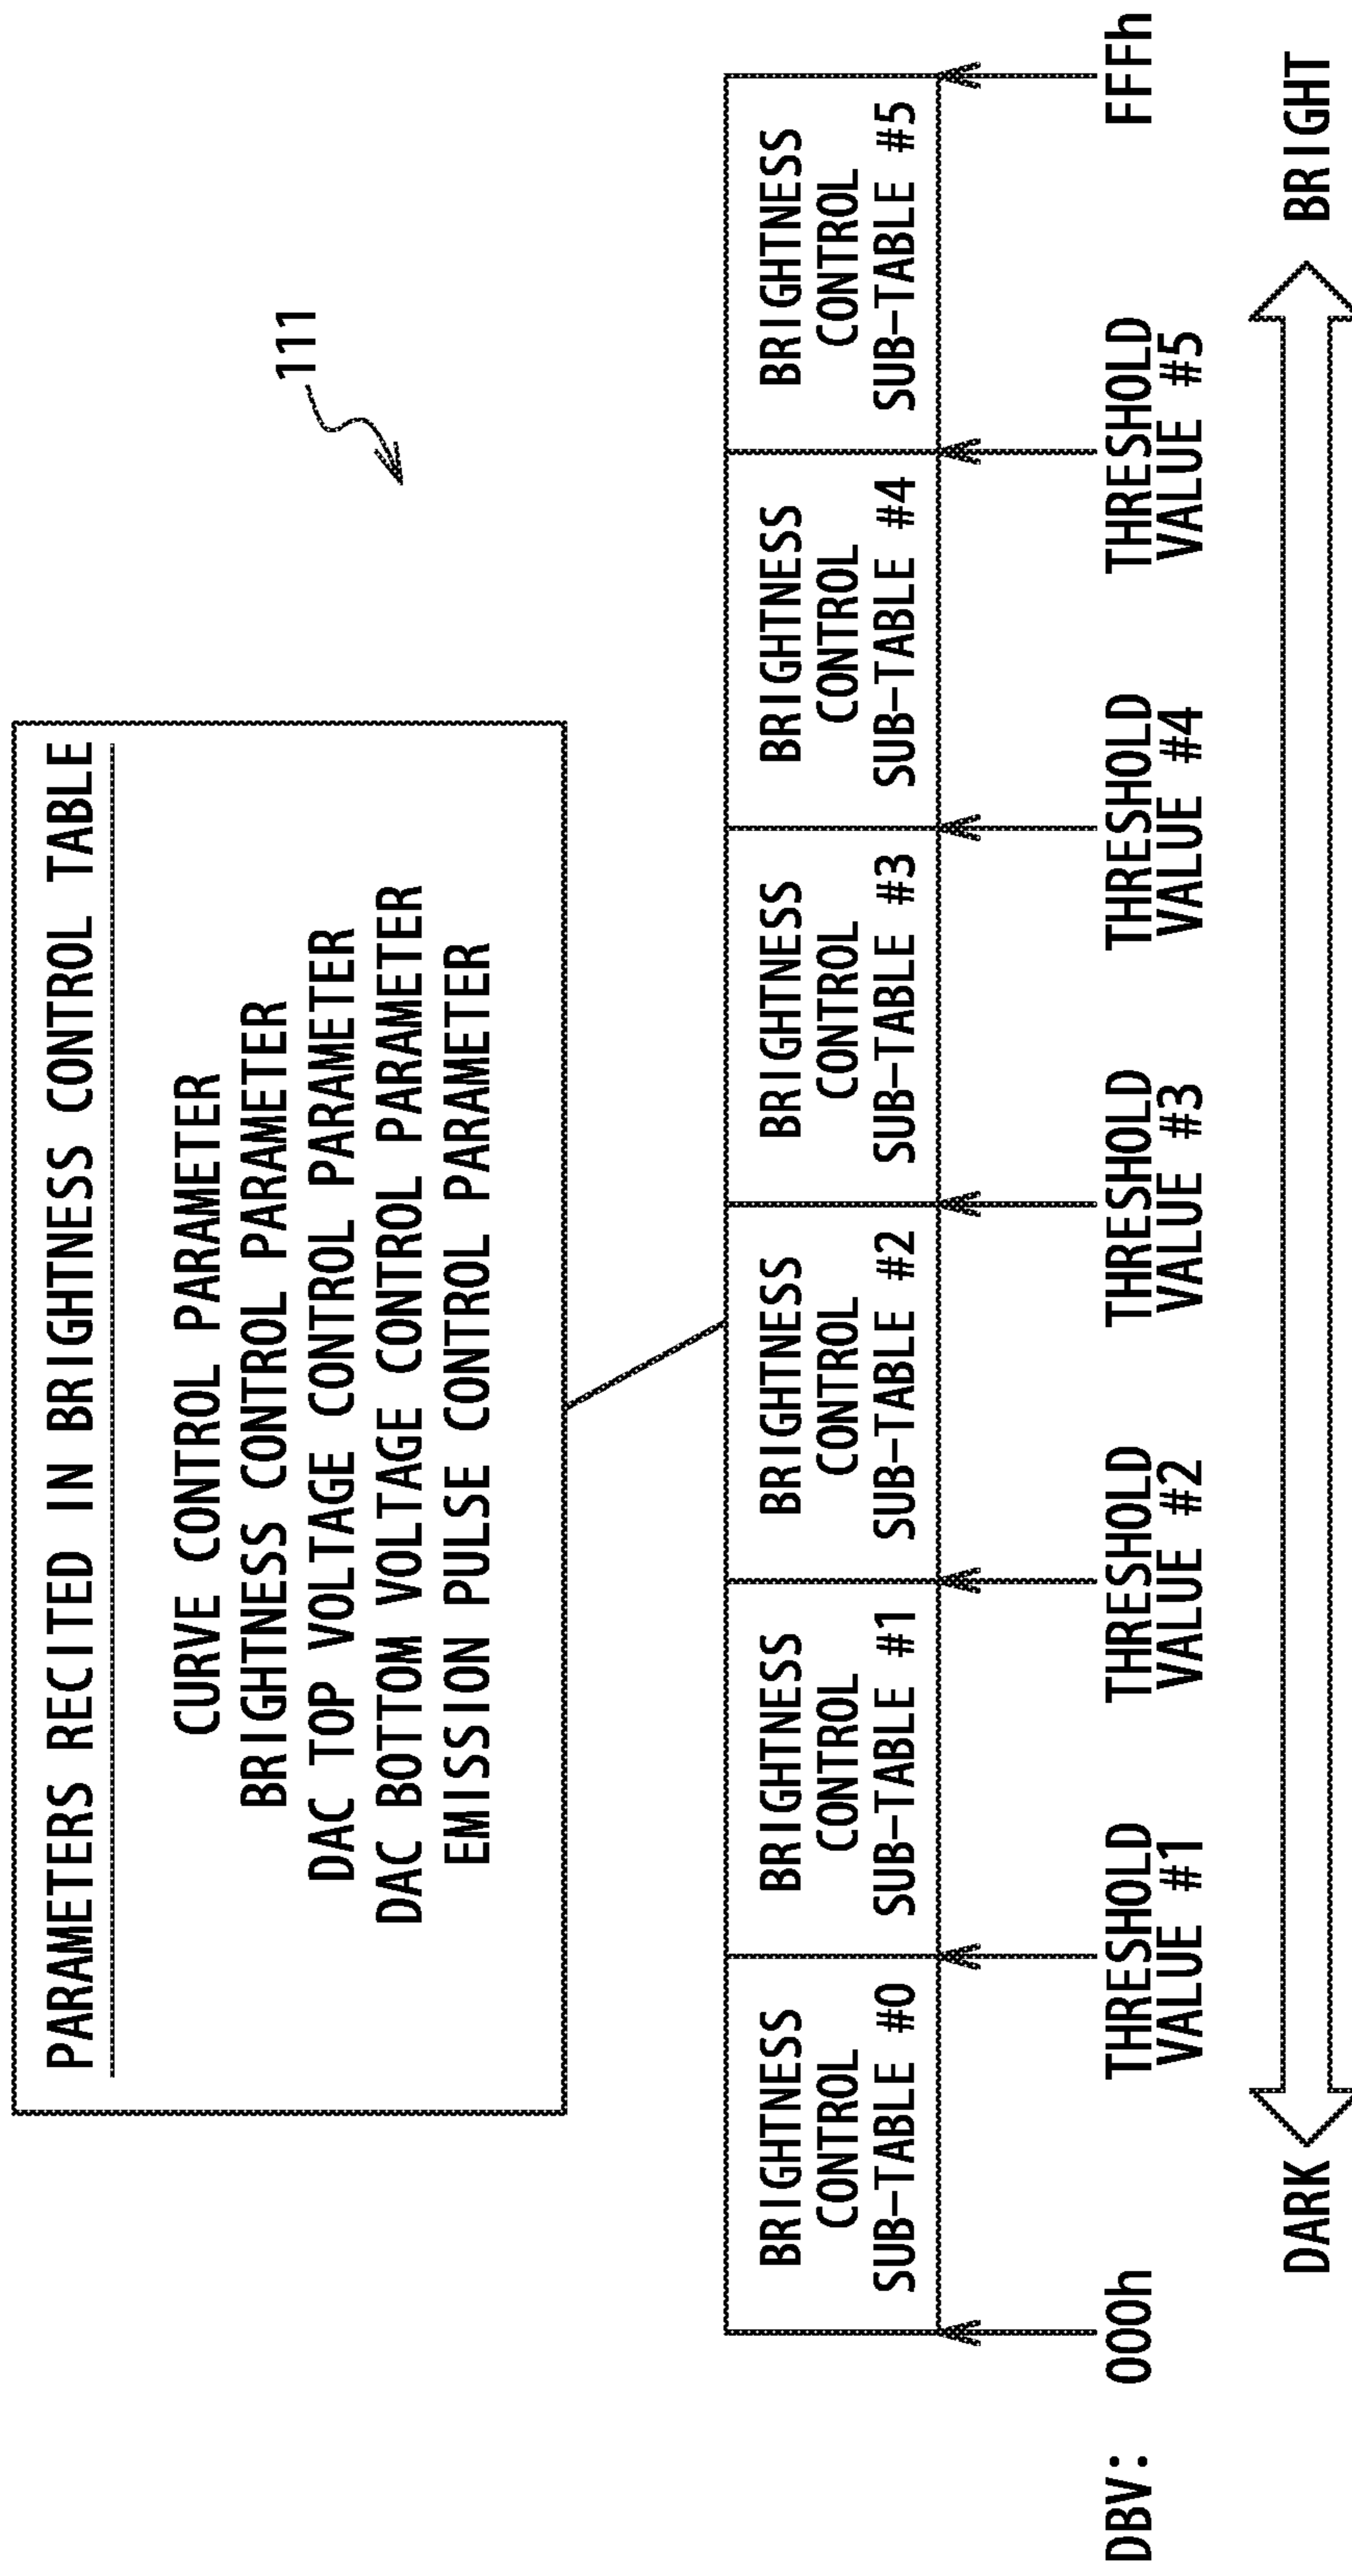 PARAMETERS RECITED IN BRIGHTNESS CONTROL TABLE
CURVE CONTROL PARAMETER
BRIGHTNESS CONTROL PARAMETER
DAC TOP VOLTAGE CONTROL PARAMETER
DAC BOTTOM VOLTAGE CONTROL PARAMETER
EMISSION PULSE CONTROL PARAMETER
111
BRIGHTNESS
CONTROL
SUB-TABLE #0
BRIGHTNESS
CONTROL
SUB-TABLE #1
BRIGHTNESS
CONTROL
SUB-TABLE #2
BRIGHTNESS
CONTROL
SUB-TABLE #3
BRIGHTNESS
CONTROL
SUB-TABLE #4
BRIGHTNESS
CONTROL
SUB-TABLE #5
DBV: 000h
THRESHOLD
VALUE #1
THRESHOLD
VALUE #2
THRESHOLD
VALUE #3
THRESHOLD
VALUE #4
THRESHOLD
VALUE #5
FFFh
DARK
BRIGHT